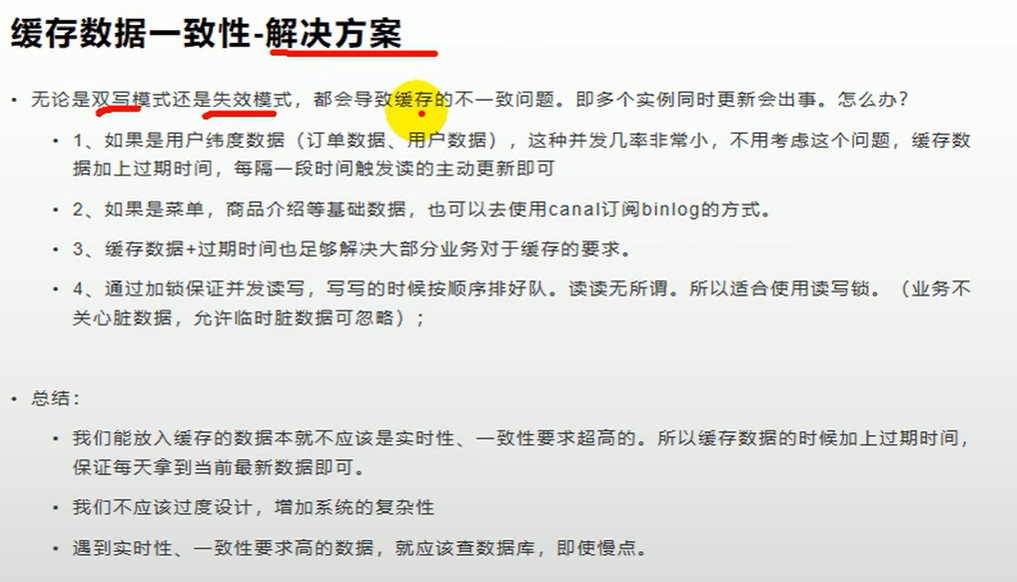 缓存数据一致性-解决方案
• 无论是双写模式还是失效模式，都会导致缓存的不一致问题。即多个实例同时更新会出事。怎么办？
• 1、如果是用户纬度数据（订单数据、用户数据），这种并发几率非常小，不用考虑这个问题，缓存数
据加上过期时间，每隔一段时间触发读的主动更新即可
• 2、如果是菜单，商品介绍等基础数据，也可以去使用canal订阅binlog的方式。
• 3、缓存数据+过期时间也足够解决大部分业务对于缓存的要求。
• 4、通过加锁保证并发读写，写写的时候按顺序排好队。读读无所谓。所以适合使用读写锁。（业务不
关心脏数据，允许临时脏数据可忽略）；
• 总结：
• 我们能放入缓存的数据本就不应该是实时性、一致性要求超高的。所以缓存数据的时候加上过期时间，
保证每天拿到当前最新数据即可。
• 我们不应该过度设计，增加系统的复杂性
• 遇到实时性、一致性要求高的数据，就应该查数据库，即使慢点。